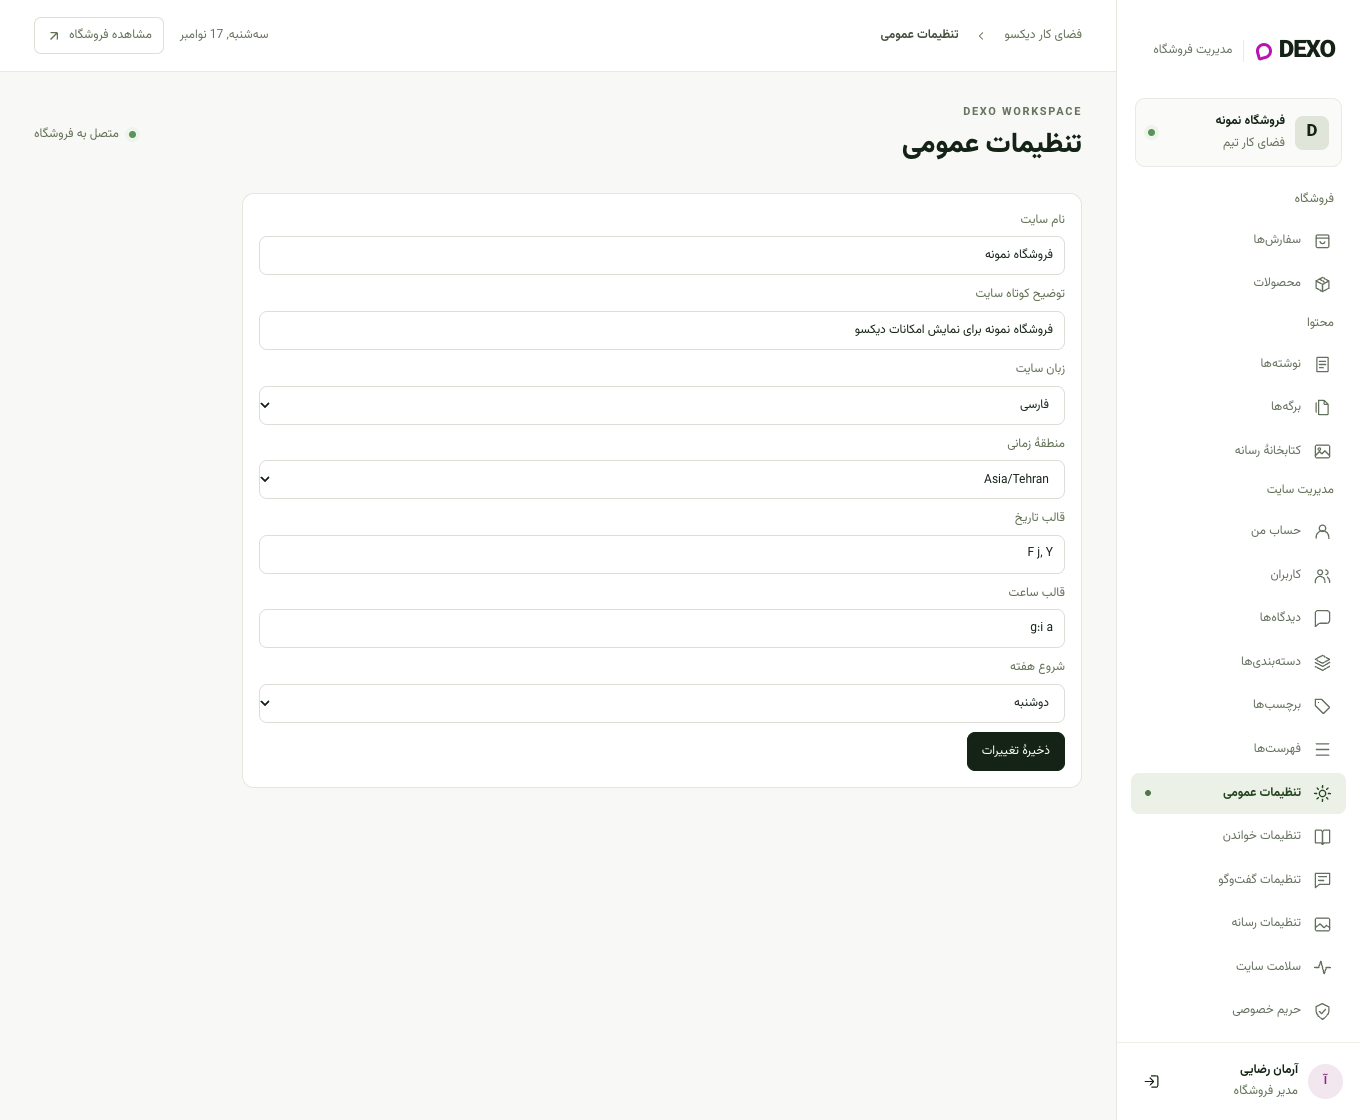 DEXO
مدیریت فروشگاه
D
فروشگاه نمونه
فضای کار تیم
فروشگاه
سفارش‌ها
محصولات
محتوا
نوشته‌ها
برگه‌ها
کتابخانهٔ رسانه
مدیریت سایت
حساب من
کاربران
دیدگاه‌ها
دسته‌بندی‌ها
برچسب‌ها
فهرست‌ها
تنظیمات عمومی
تنظیمات خواندن
تنظیمات گفت‌وگو
تنظیمات رسانه
سلامت سایت
حریم خصوصی
آ
آرمان رضایی
مدیر فروشگاه
فضای کار دیکسو
تنظیمات عمومی
سه‌شنبه, 17 نوامبر
مشاهده فروشگاه
DEXO WORKSPACE
تنظیمات عمومی
متصل به فروشگاه
نام سایت
فروشگاه نمونه
توضیح کوتاه سایت
فروشگاه نمونه برای نمایش امکانات دیکسو
زبان سایت
فارسی
منطقهٔ زمانی
Asia/Tehran
قالب تاریخ
F j, Y
قالب ساعت
g:i a
شروع هفته
دوشنبه
ذخیرهٔ تغییرات